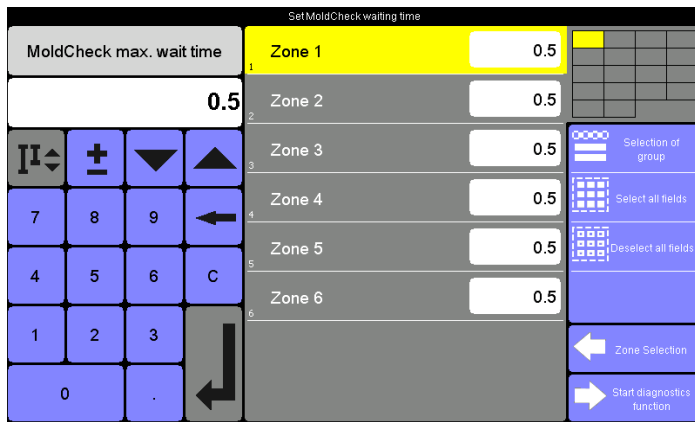 SetMoldCheck waiting time
MoldCheck max. wait time
0.5
±
7 8 9
4 5 6 C
1 2 3
0 .
1 Zone 1 0.5
2 Zone 2 0.5
3 Zone 3 0.5
4 Zone 4 0.5
5 Zone 5 0.5
6 Zone 6 0.5
Selection of
group
Select all fields
Deselect all fields
Zone Selection
Start diagnostics
function